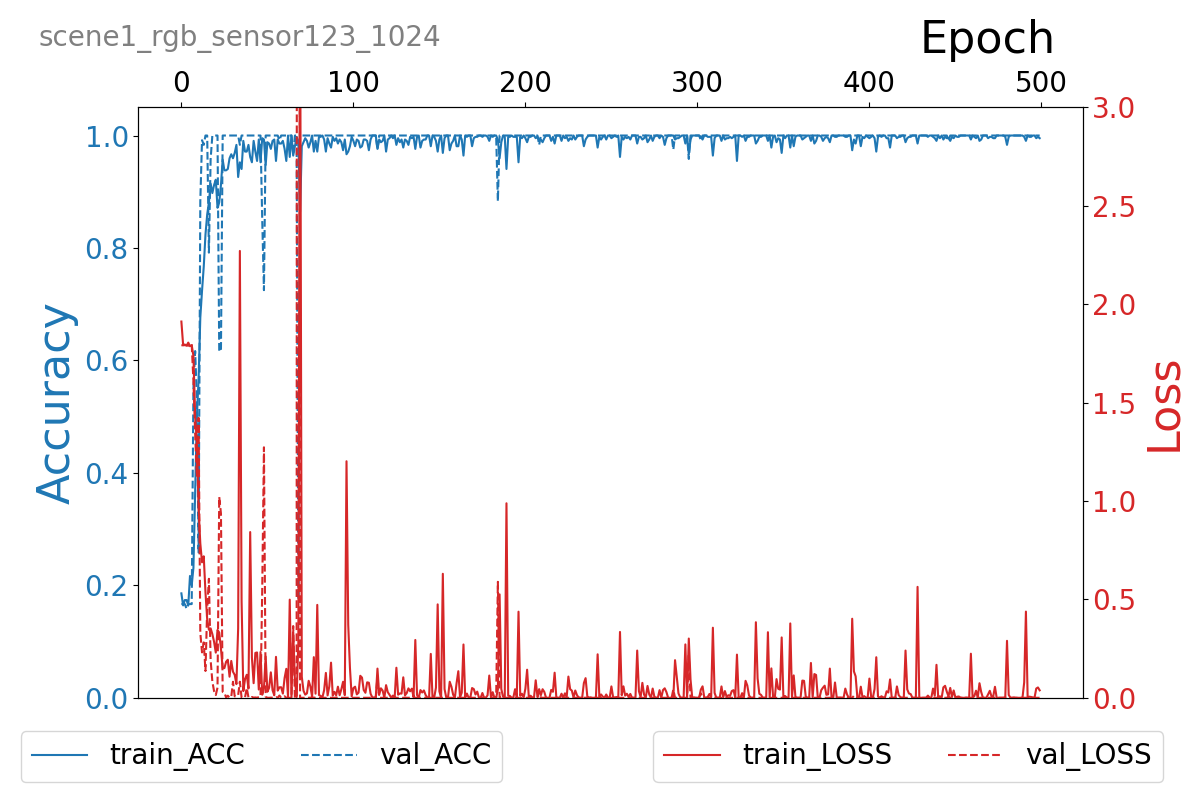 scene1_rgb_sensor123_1024
Epoch
0 100 200 300 400 500
1.0
0.8
0.6
0.4
0.2
0.0
Accuracy
3.0
2.5
2.0
1.5
1.0
0.5
0.0
Loss
train_ACC val_ACC
train_LOSS val_LOSS